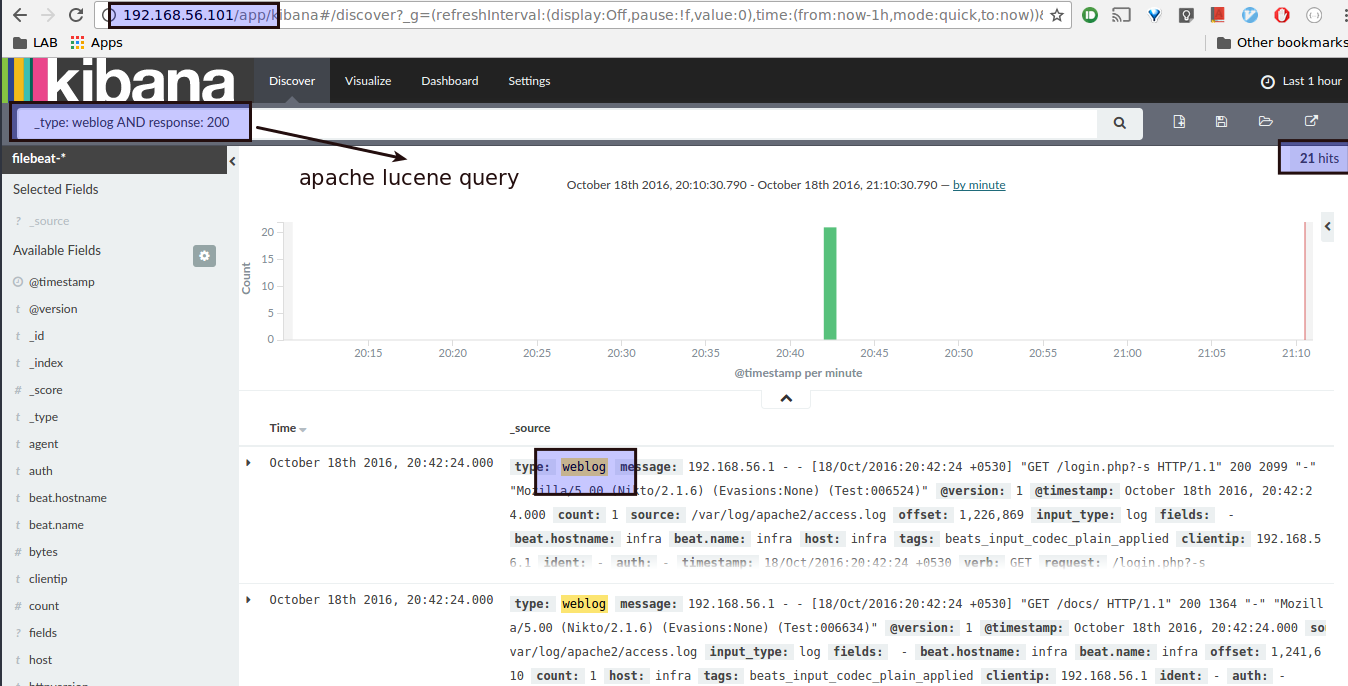 192.168.56.101/app/kibana#/discover?_g=(refreshInterval:(display:Off,pause:!f,value:0),time:(from:now-1h,mode:quick,to:now))&
LAB Apps Other bookmarks
kibana Discover Visualize Dashboard Settings Last 1 hour
_type: weblog AND response: 200
filebeat-* 21 hits
apache lucene query
October 18th 2016, 20:10:30.790 - October 18th 2016, 21:10:30.790 — by minute
Selected Fields
? _source
Available Fields
@timestamp
t @version
t _id
t _index
# _score
t _type
t agent
t auth
t beat.hostname
t beat.name
# bytes
t clientip
# count
? fields
t host
Count
20
15
10
5
0
20:15 20:20 20:25 20:30 20:35 20:40 20:45 20:50 20:55 21:00 21:05 21:10
@timestamp per minute
Time _source
October 18th 2016, 20:42:24.000
type: weblog message: 192.168.56.1 - - [18/Oct/2016:20:42:24 +0530] "GET /login.php?-s HTTP/1.1" 200 2099 "-"
"Mozilla/5.00 (Nikto/2.1.6) (Evasions:None) (Test:006524)" @version: 1 @timestamp: October 18th 2016, 20:42:2
4.000 count: 1 source: /var/log/apache2/access.log offset: 1,226,869 input_type: log fields: -
beat.hostname: infra beat.name: infra host: infra tags: beats_input_codec_plain_applied clientip: 192.168.5
6.1 ident: - auth: - timestamp: 18/Oct/2016:20:42:24 +0530 verb: GET request: /login.php?-s
October 18th 2016, 20:42:24.000
type: weblog message: 192.168.56.1 - - [18/Oct/2016:20:42:24 +0530] "GET /docs/ HTTP/1.1" 200 1364 "-" "Mozill
a/5.00 (Nikto/2.1.6) (Evasions:None) (Test:006634)" @version: 1 @timestamp: October 18th 2016, 20:42:24.000 so
var/log/apache2/access.log input_type: log fields: - beat.hostname: infra beat.name: infra offset: 1,241,6
10 count: 1 host: infra tags: beats_input_codec_plain_applied clientip: 192.168.56.1 ident: - auth: -